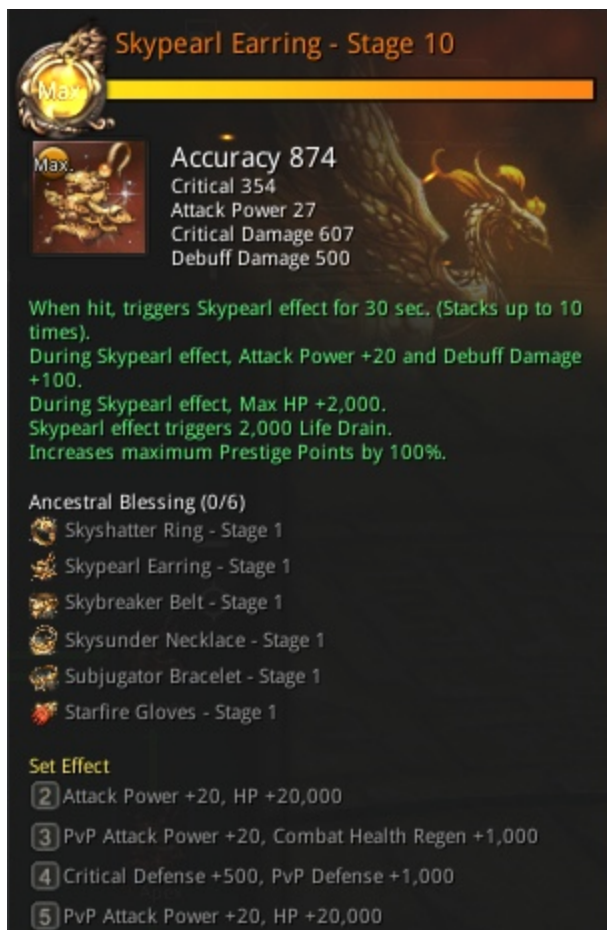 Skypearl Earring - Stage 10
Max
Max.
Accuracy 874
Critical 354
Attack Power 27
Critical Damage 607
Debuff Damage 500
When hit, triggers Skypearl effect for 30 sec. (Stacks up to 10
times).
During Skypearl effect, Attack Power +20 and Debuff Damage
+100.
During Skypearl effect, Max HP +2,000.
Skypearl effect triggers 2,000 Life Drain.
Increases maximum Prestige Points by 100%.
Ancestral Blessing (0/6)
Skyshatter Ring - Stage 1
Skypearl Earring - Stage 1
Skybreaker Belt - Stage 1
Skysunder Necklace - Stage 1
Subjugator Bracelet - Stage 1
Starfire Gloves - Stage 1
Set Effect
2 Attack Power +20, HP +20,000
3 PvP Attack Power +20, Combat Health Regen +1,000
4 Critical Defense +500, PvP Defense +1,000
5 PvP Attack Power +20, HP +20,000